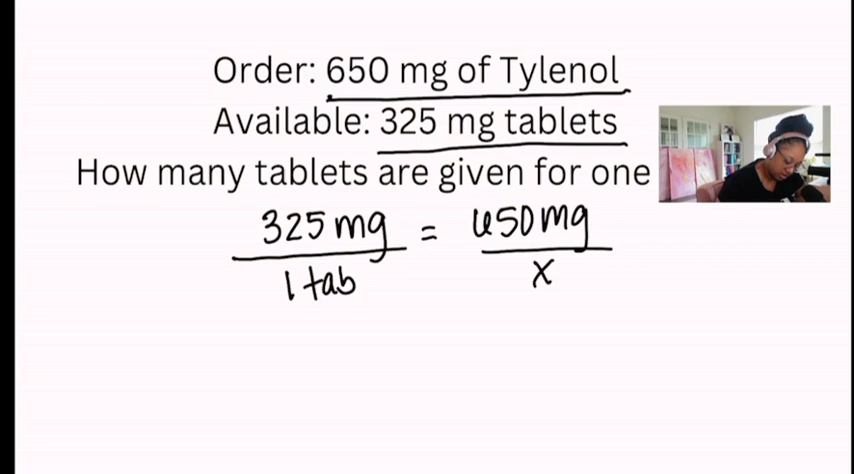 Order: 650 mg of Tylenol
Available: 325 mg tablets
How many tablets are given for one
325 mg = 650 mg
1 tab x